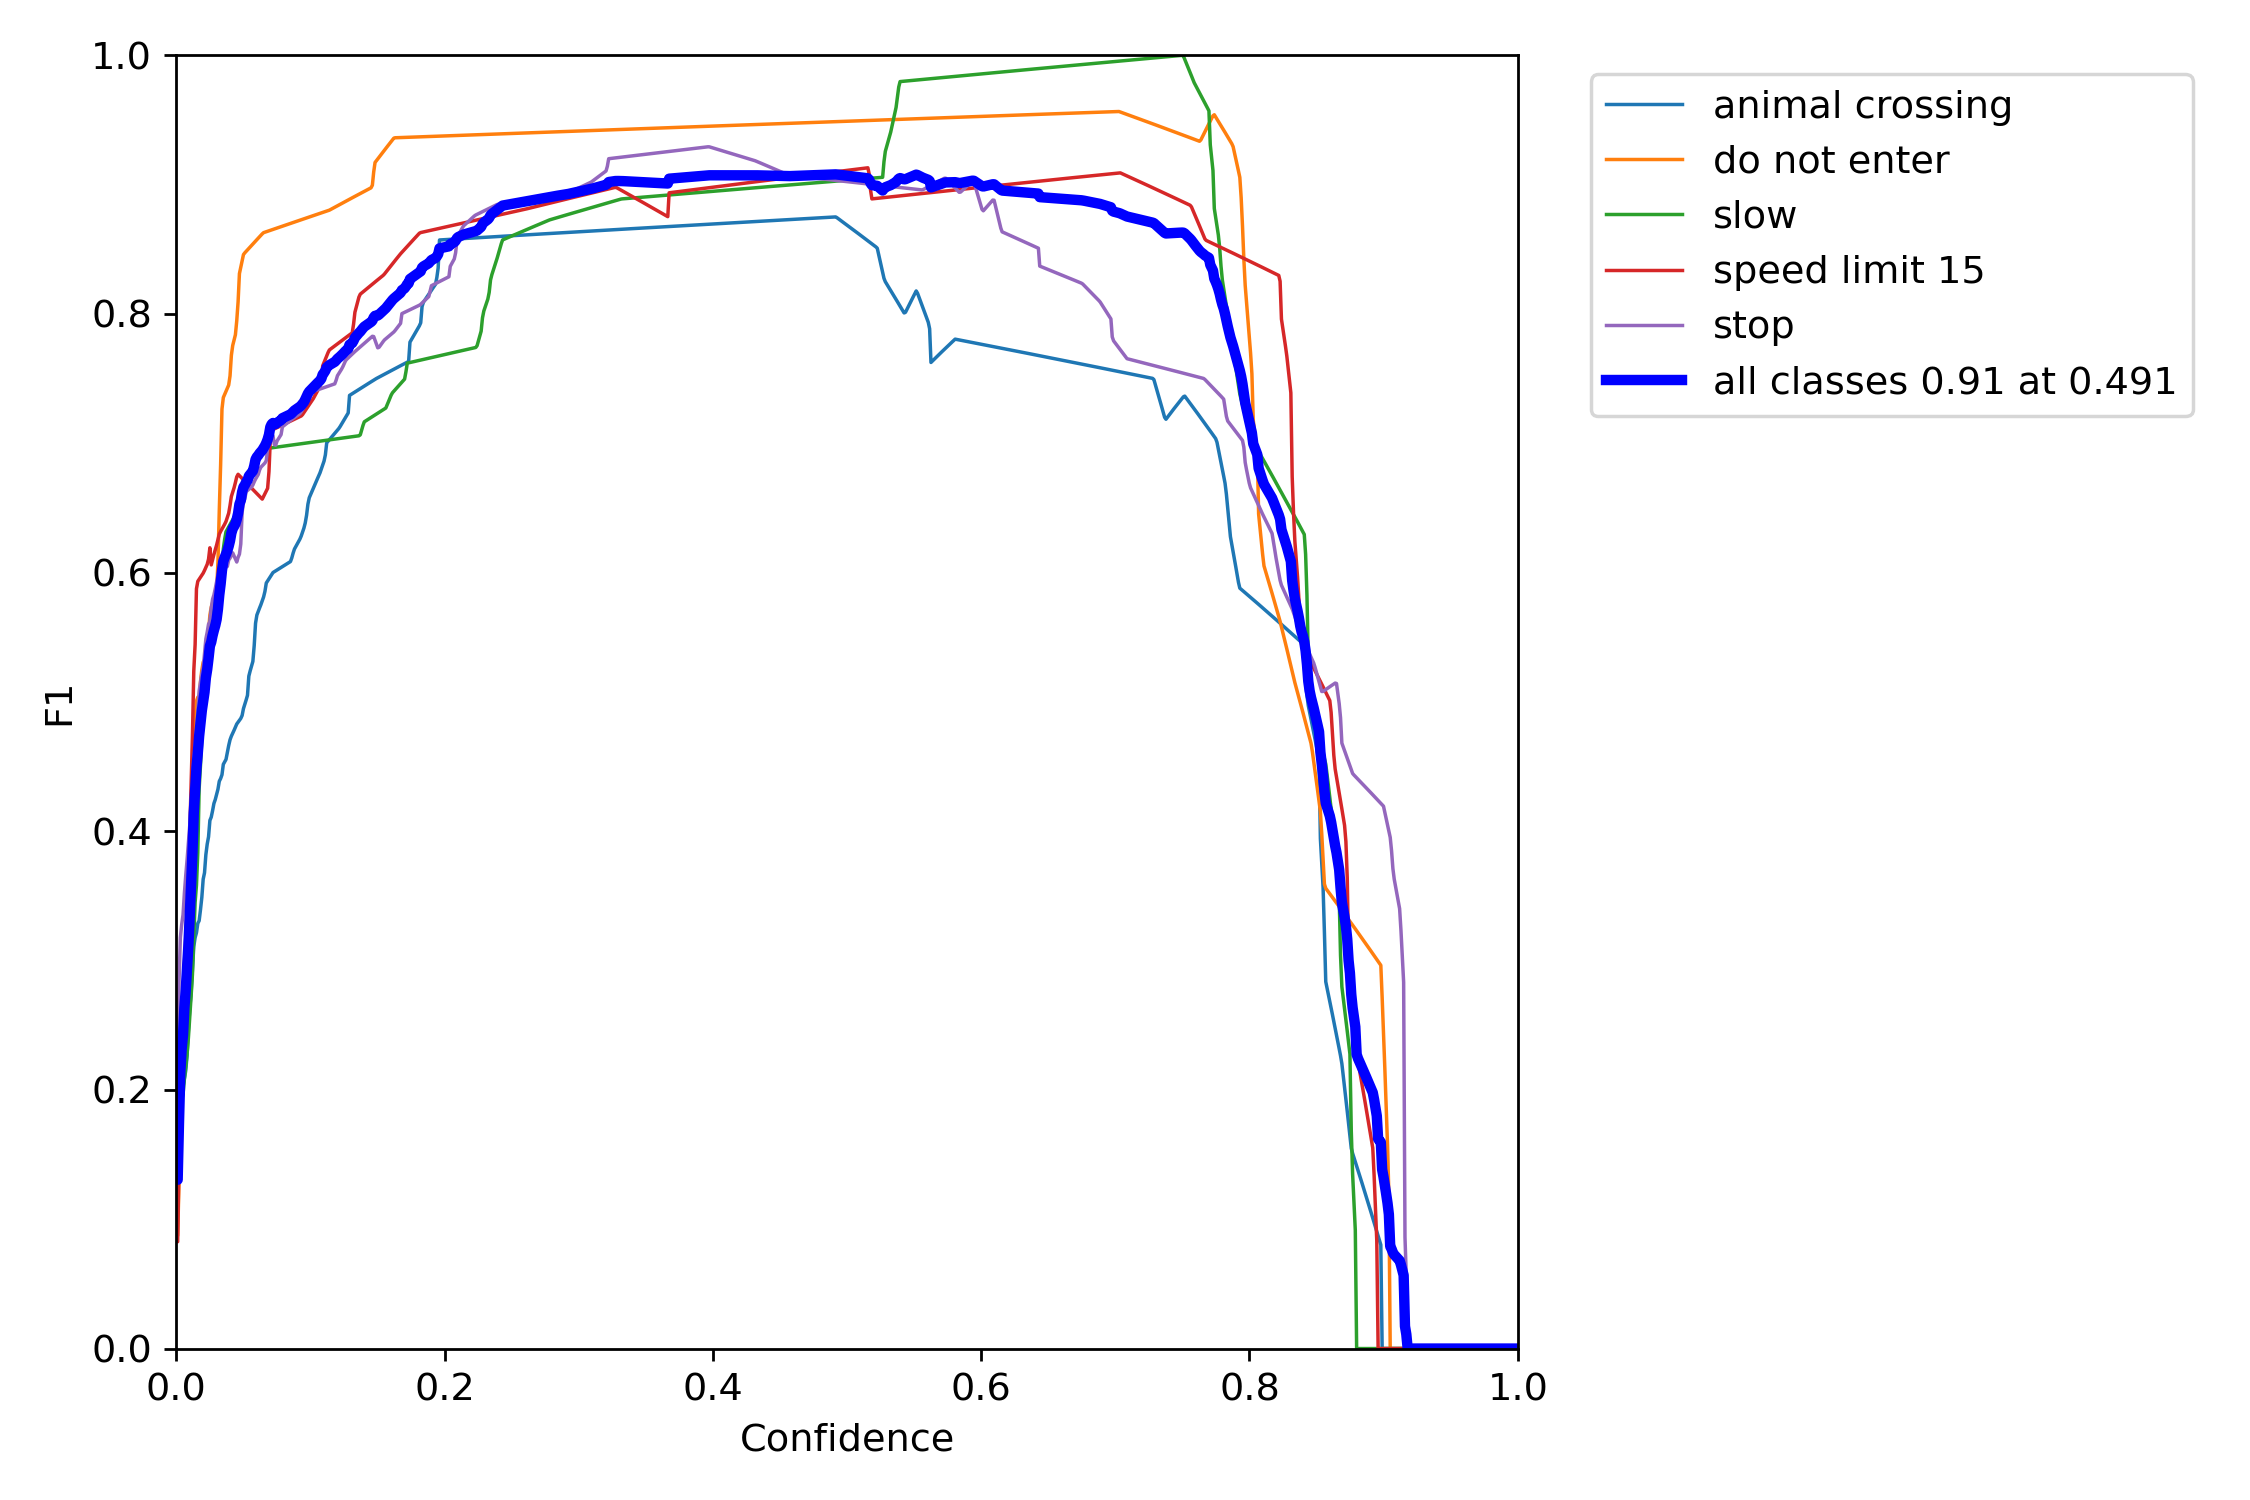 1.0
0.8
0.6
0.4
0.2
0.0
F1
0.0 0.2 0.4 0.6 0.8 1.0
Confidence
animal crossing
do not enter
slow
speed limit 15
stop
all classes 0.91 at 0.491